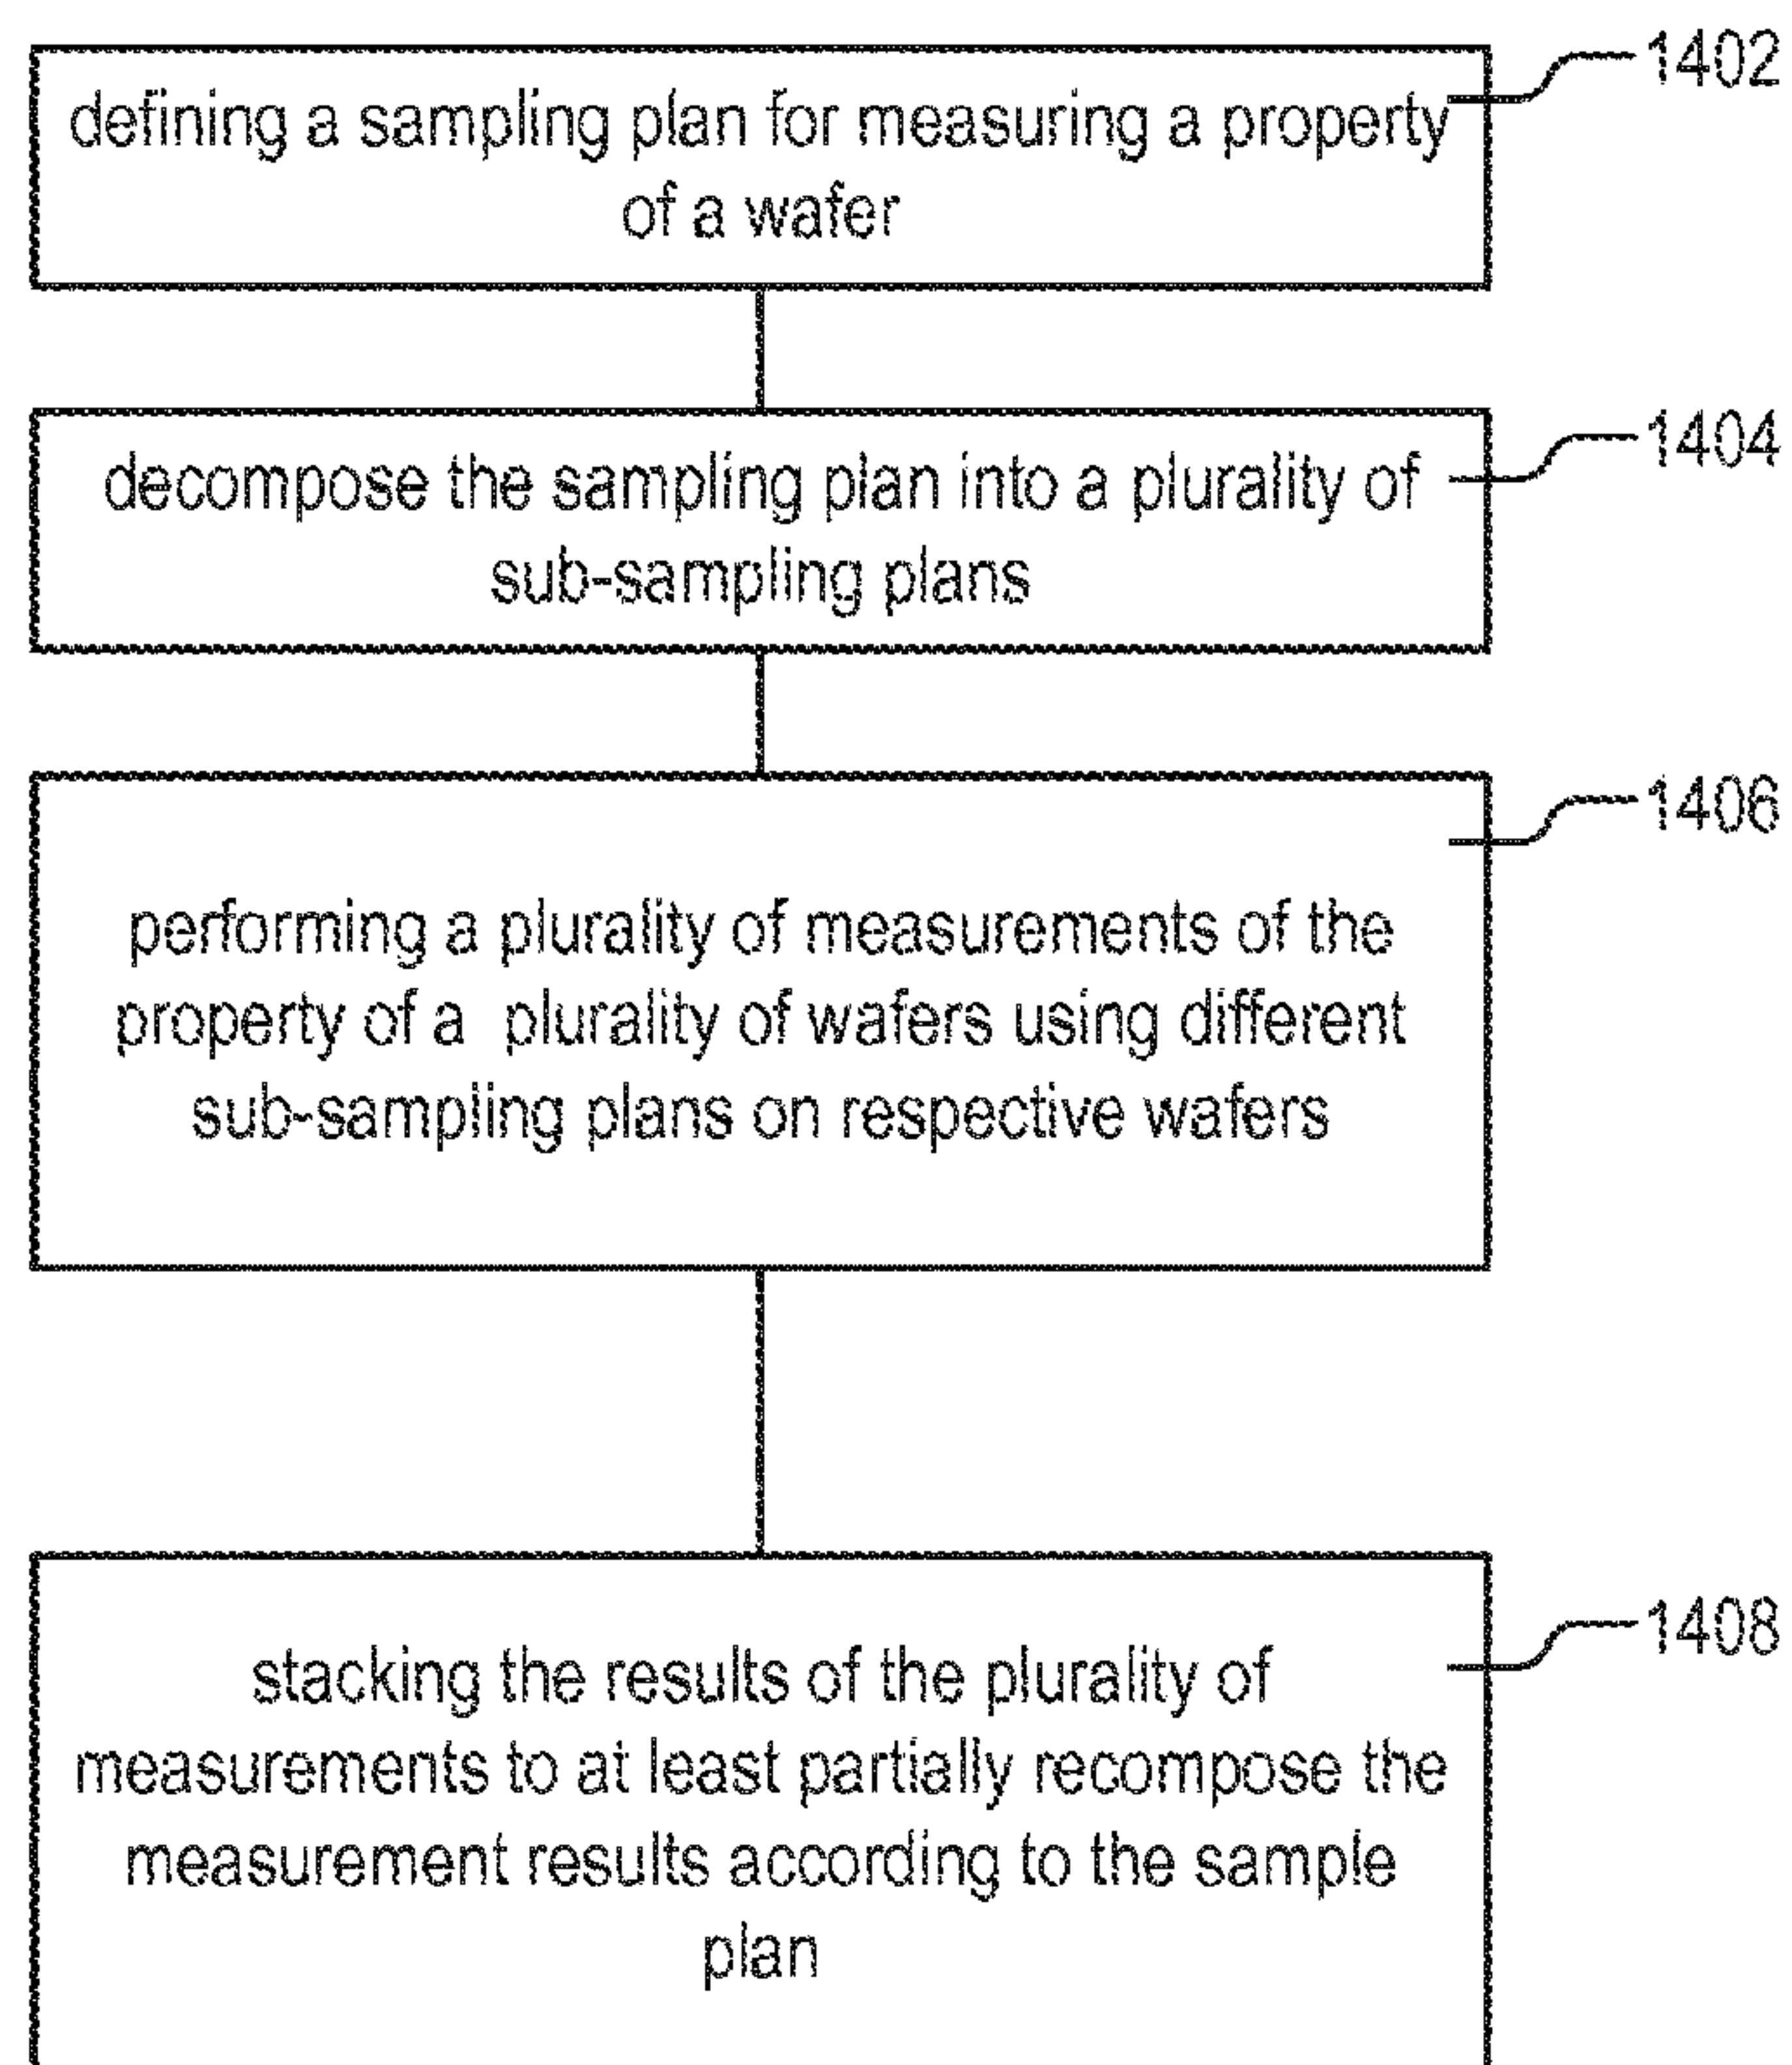 1402
defining a sampling plan for measuring a property
of a wafer
1404
decompose the sampling plan into a plurality of
sub-sampling plans
1406
performing a plurality of measurements of the
property of a plurality of wafers using different
sub-sampling plans on respective wafers
1408
stacking the results of the plurality of
measurements to at least partially recompose the
measurement results according to the sample
plan